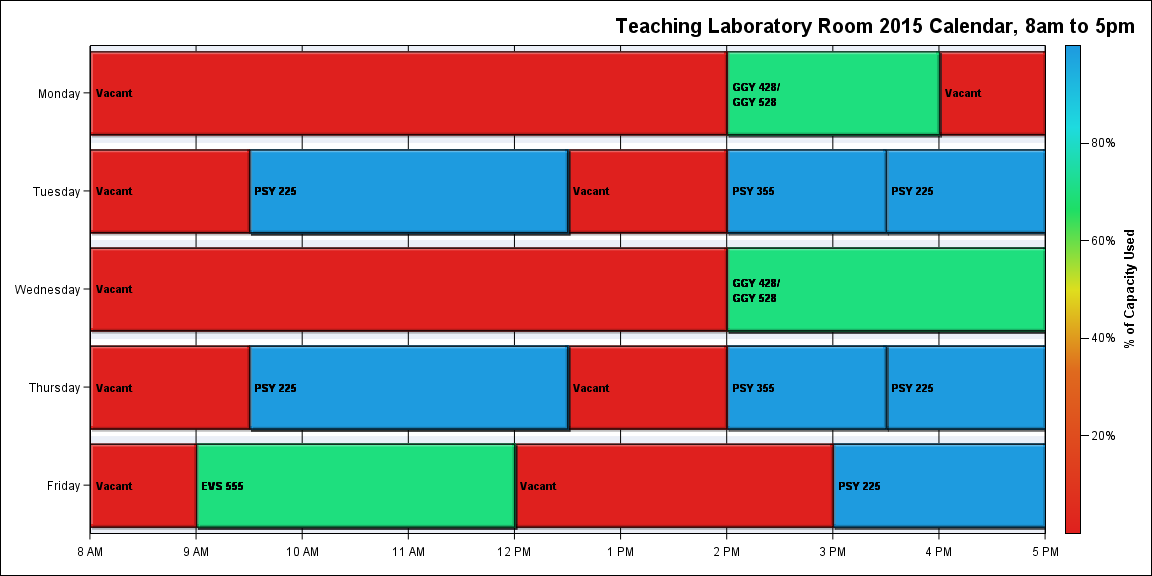 Teaching Laboratory Room 2015 Calendar, 8am to 5pm
Monday
Vacant
GGY 428/
GGY 528
Vacant
Tuesday
Vacant
PSY 225
Vacant
PSY 355
PSY 225
Wednesday
Vacant
GGY 428/
GGY 528
Thursday
Vacant
PSY 225
Vacant
PSY 355
PSY 225
Friday
Vacant
EVS 555
Vacant
PSY 225
8 AM
9 AM
10 AM
11 AM
12 PM
1 PM
2 PM
3 PM
4 PM
5 PM
80%
60%
40%
20%
% of Capacity Used